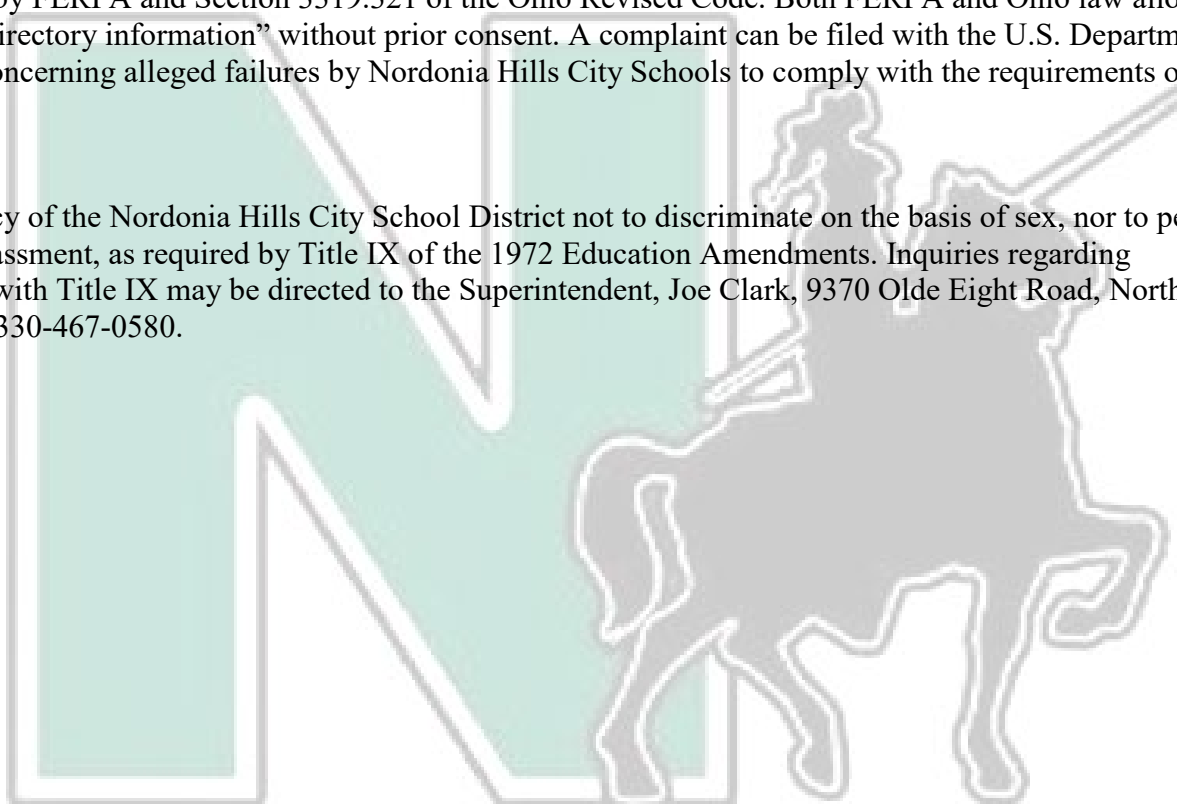 by FERPA and Section 3319.321 of the Ohio Revised Code. Both FERPA and Ohio law allo
irectory information” without prior consent. A complaint can be filed with the U.S. Departm
oncerning alleged failures by Nordonia Hills City Schools to comply with the requirements o
cy of the Nordonia Hills City School District not to discriminate on the basis of sex, nor to pe
assment, as required by Title IX of the 1972 Education Amendments. Inquiries regarding
with Title IX may be directed to the Superintendent, Joe Clark, 9370 Olde Eight Road, North
330-467-0580.
N